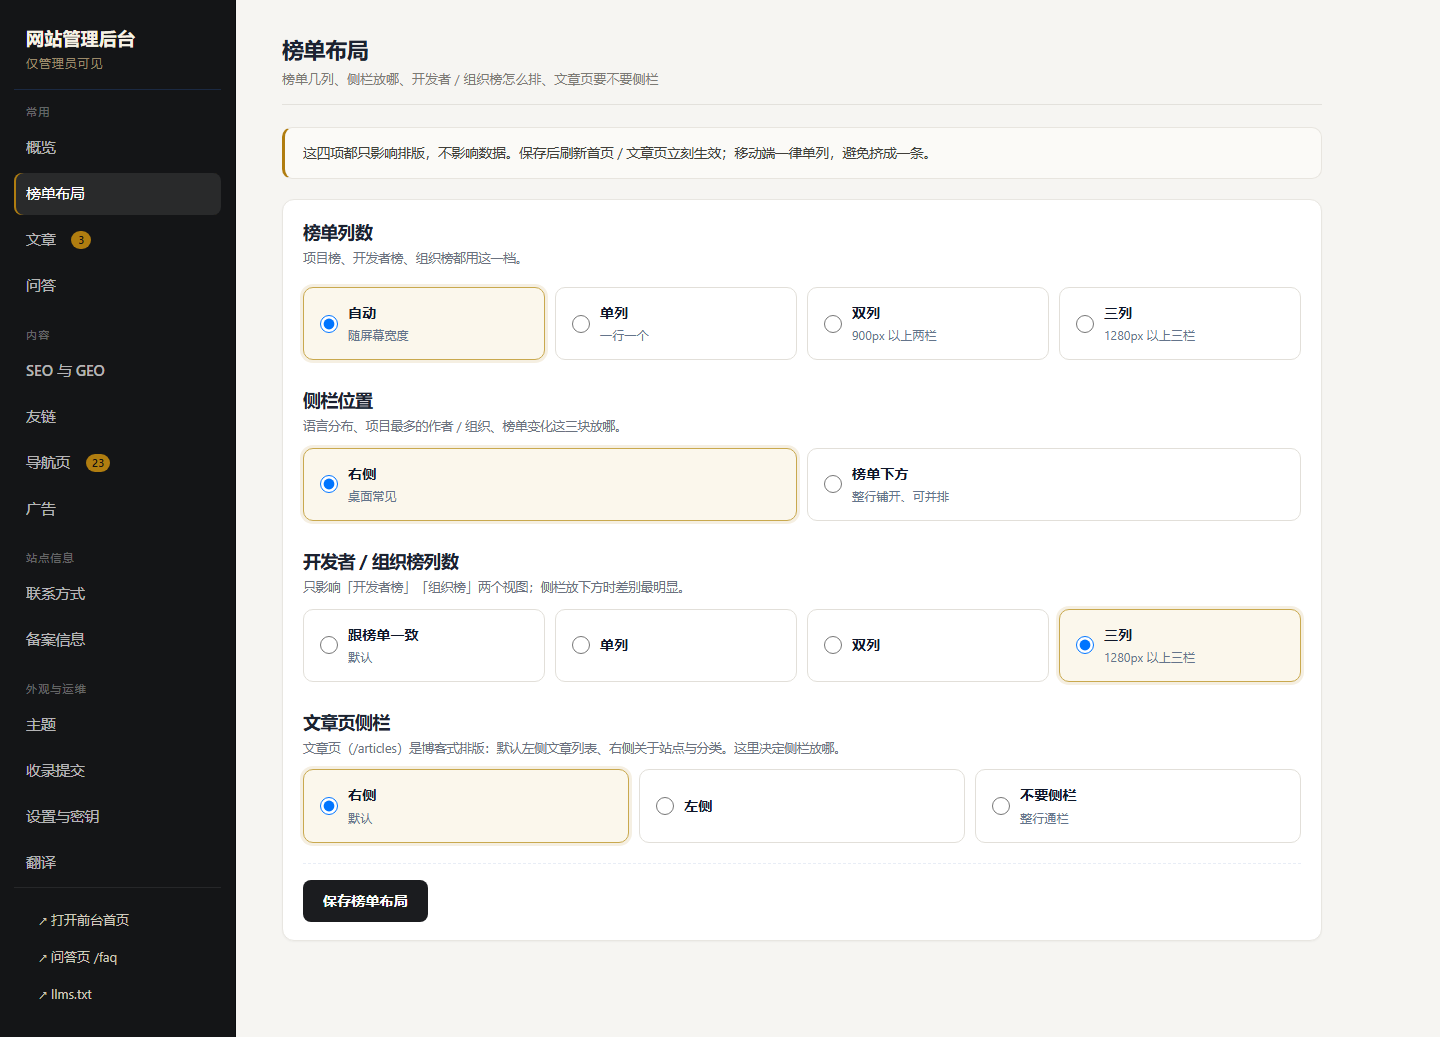 网站管理后台
仅管理员可见
常用
概览
榜单布局
文章 3
问答
内容
SEO 与 GEO
友链
导航页 23
广告
站点信息
联系方式
备案信息
外观与运维
主题
收录提交
设置与密钥
翻译
↗ 打开前台首页
↗ 问答页 /faq
↗ llms.txt
榜单布局
榜单几列、侧栏放哪、开发者 / 组织榜怎么排、文章页要不要侧栏
这四项都只影响排版，不影响数据。保存后刷新首页 / 文章页立刻生效；移动端一律单列，避免挤成一条。
榜单列数
项目榜、开发者榜、组织榜都用这一档。
自动
随屏幕宽度
单列
一行一个
双列
900px 以上两栏
三列
1280px 以上三栏
侧栏位置
语言分布、项目最多的作者 / 组织、榜单变化这三块放哪。
右侧
桌面常见
榜单下方
整行铺开、可并排
开发者 / 组织榜列数
只影响「开发者榜」「组织榜」两个视图；侧栏放下方时差别最明显。
跟榜单一致
默认
单列
双列
三列
1280px 以上三栏
文章页侧栏
文章页（/articles）是博客式排版：默认左侧文章列表、右侧关于站点与分类。这里决定侧栏放哪。
右侧
默认
左侧
不要侧栏
整行通栏
保存榜单布局